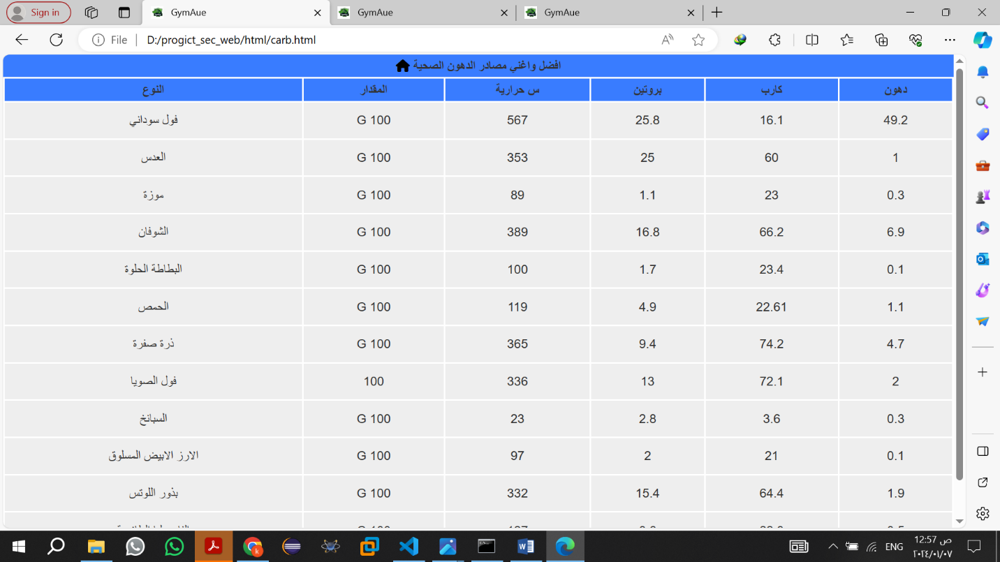 Sign in
GymAue
GymAue
GymAue
File
D:/progict_sec_web/html/carb.html
افضل واغني مصادر الدهون الصحية
النوع المقدار س حرارية بروتين كارب دهون
فول سوداني G 100 567 25.8 16.1 49.2
العدس G 100 353 25 60 1
موزة G 100 89 1.1 23 0.3
الشوفان G 100 389 16.8 66.2 6.9
البطاطة الحلوة G 100 100 1.7 23.4 0.1
الحمص G 100 119 4.9 22.61 1.1
ذرة صفرة G 100 365 9.4 74.2 4.7
فول الصويا 100 336 13 72.1 2
السبانخ G 100 23 2.8 3.6 0.3
الارز الابيض المسلوق G 100 97 2 21 0.1
بذور اللوتس G 100 332 15.4 64.4 1.9
ENG
12:57 ص
٢٠٢٤/٠١/٠٧